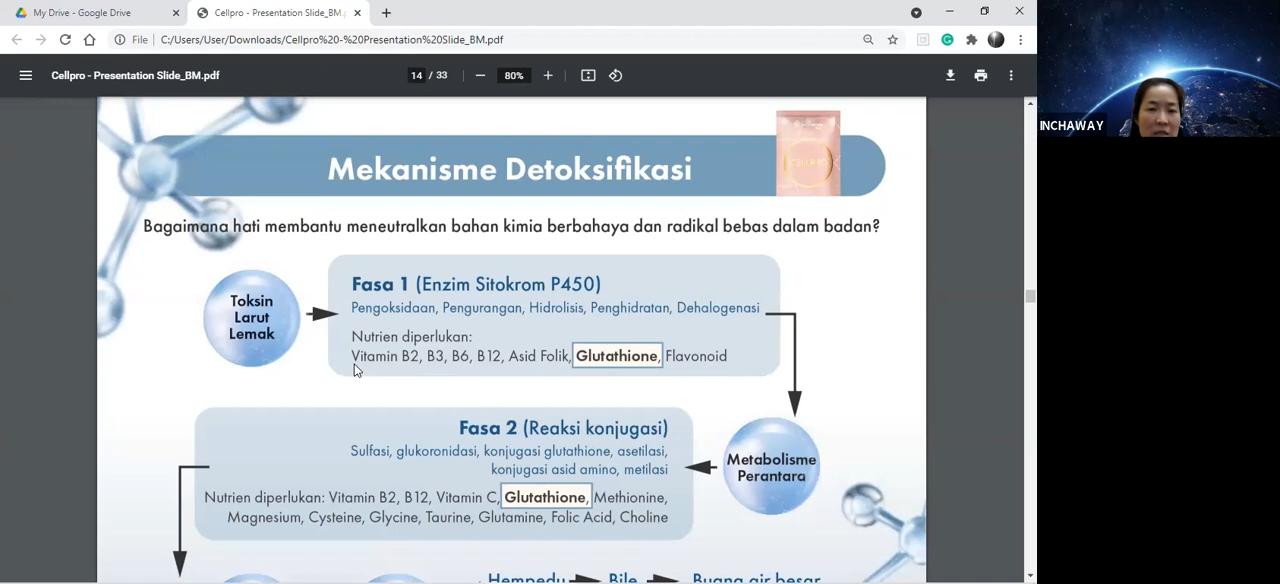 My Drive - Google Drive
Cellpro - Presentation Slide_BM.
File
C:/Users/User/Downloads/Cellpro%20-%20Presentation%20Slide_BM.pdf
Cellpro - Presentation Slide_BM.pdf
14 / 33
80%
INCHAWAY
CELLPRO
Mekanisme Detoksifikasi
Bagaimana hati membantu meneutralkan bahan kimia berbahaya dan radikal bebas dalam badan?
Toksin
Larut
Lemak
Fasa 1 (Enzim Sitokrom P450)
Pengoksidaan, Pengurangan, Hidrolisis, Penghidratan, Dehalogenasi
Nutrien diperlukan:
Vitamin B2, B3, B6, B12, Asid Folik, Glutathione, Flavonoid
Fasa 2 (Reaksi konjugasi)
Sulfasi, glukoronidasi, konjugasi glutathione, asetilasi,
konjugasi asid amino, metilasi
Nutrien diperlukan: Vitamin B2, B12, Vitamin C, Glutathione, Methionine,
Magnesium, Cysteine, Glycine, Taurine, Glutamine, Folic Acid, Choline
Metabolisme
Perantara
Hempedu
Bile
Buang air besar